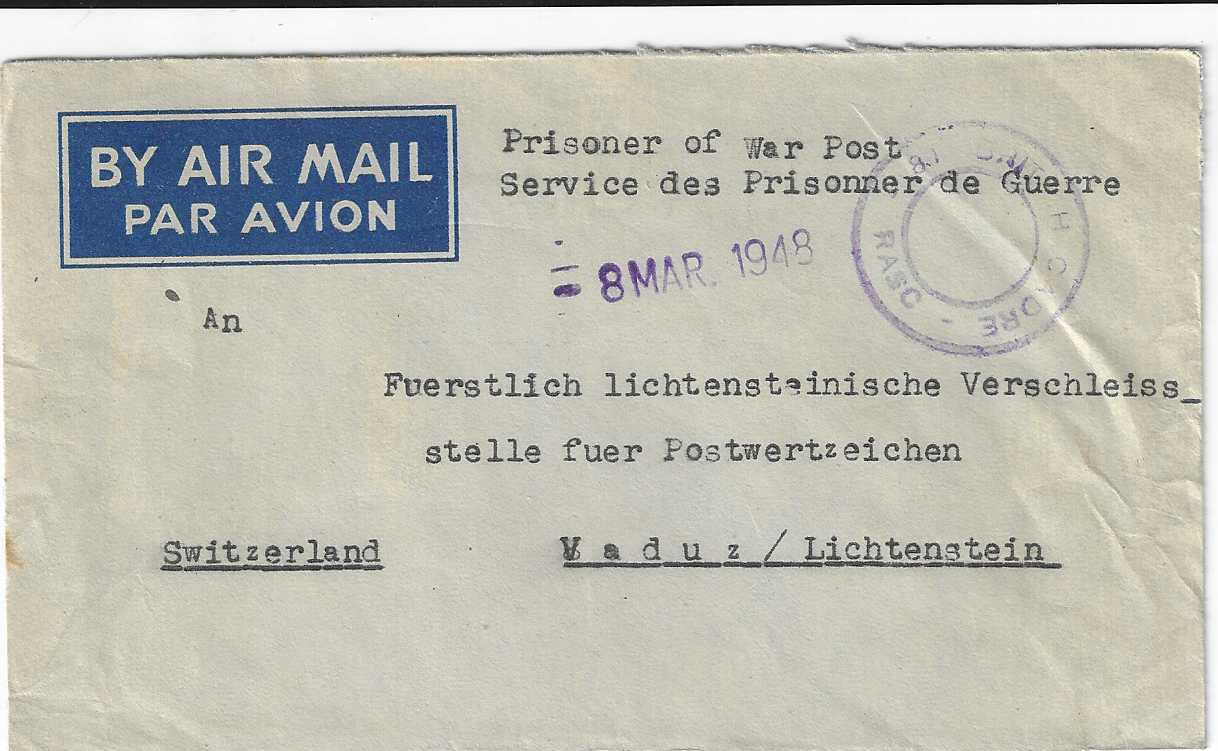 BY AIR MAIL
PAR AVION
Prisoner of War Post
Service des Prisonner de Guerre
8 MAR. 1948
RASC
An
Fuerstlich lichtensteinische Verschleiss_
stelle fuer Postwertzeichen
Switzerland
V a d u z / Lichtenstein